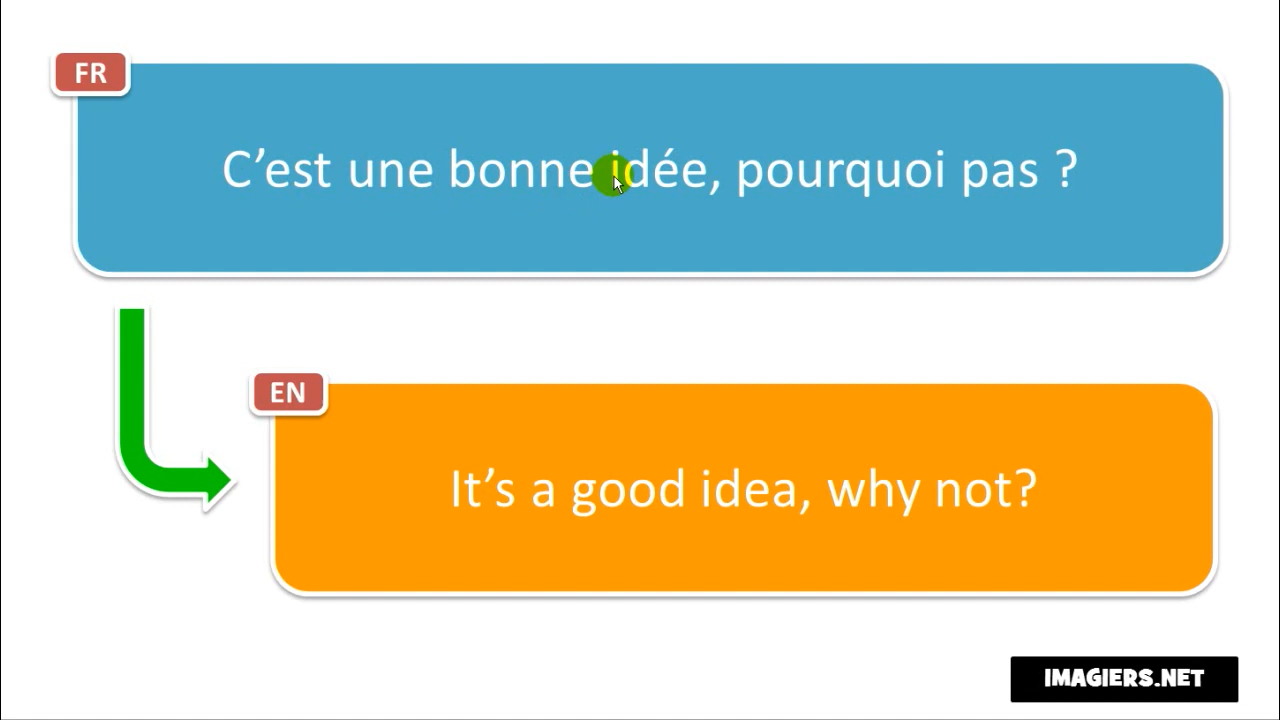 FR
C’est une bonne idée, pourquoi pas ?
EN
It’s a good idea, why not?
IMAGIERS.NET